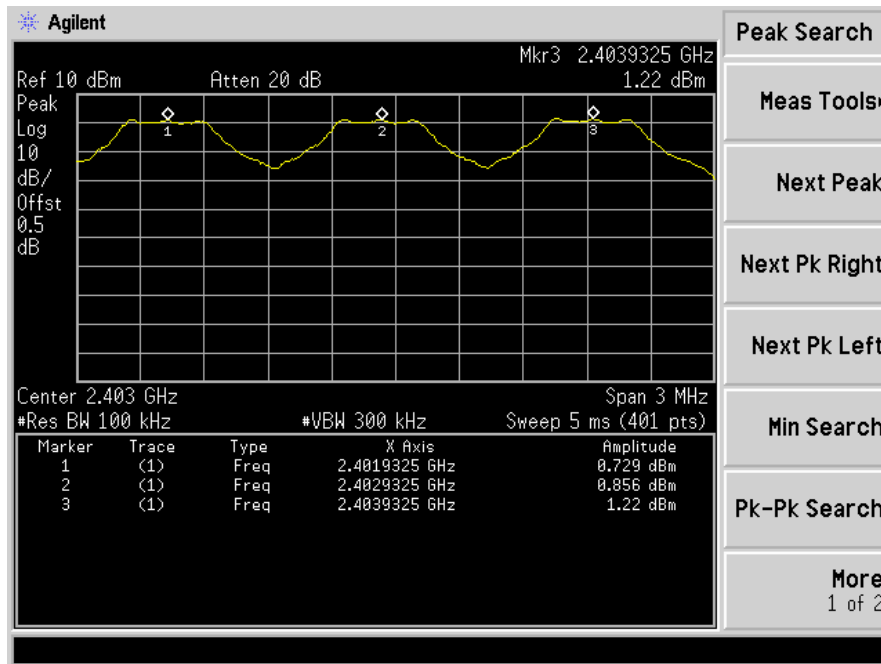 Agilent
Peak Search
Mkr3 2.4039325 GHz
Ref 10 dBm Atten 20 dB 1.22 dBm
Peak
Log
10
dB/
Offst
0.5
dB
1 2 3
Center 2.403 GHz Span 3 MHz
#Res BW 100 kHz #VBW 300 kHz Sweep 5 ms (401 pts)
Marker Trace Type X Axis Amplitude
1 (1) Freq 2.4019325 GHz 0.729 dBm
2 (1) Freq 2.4029325 GHz 0.856 dBm
3 (1) Freq 2.4039325 GHz 1.22 dBm
Meas Tools
Next Peak
Next Pk Right
Next Pk Left
Min Search
Pk-Pk Search
More
1 of 2